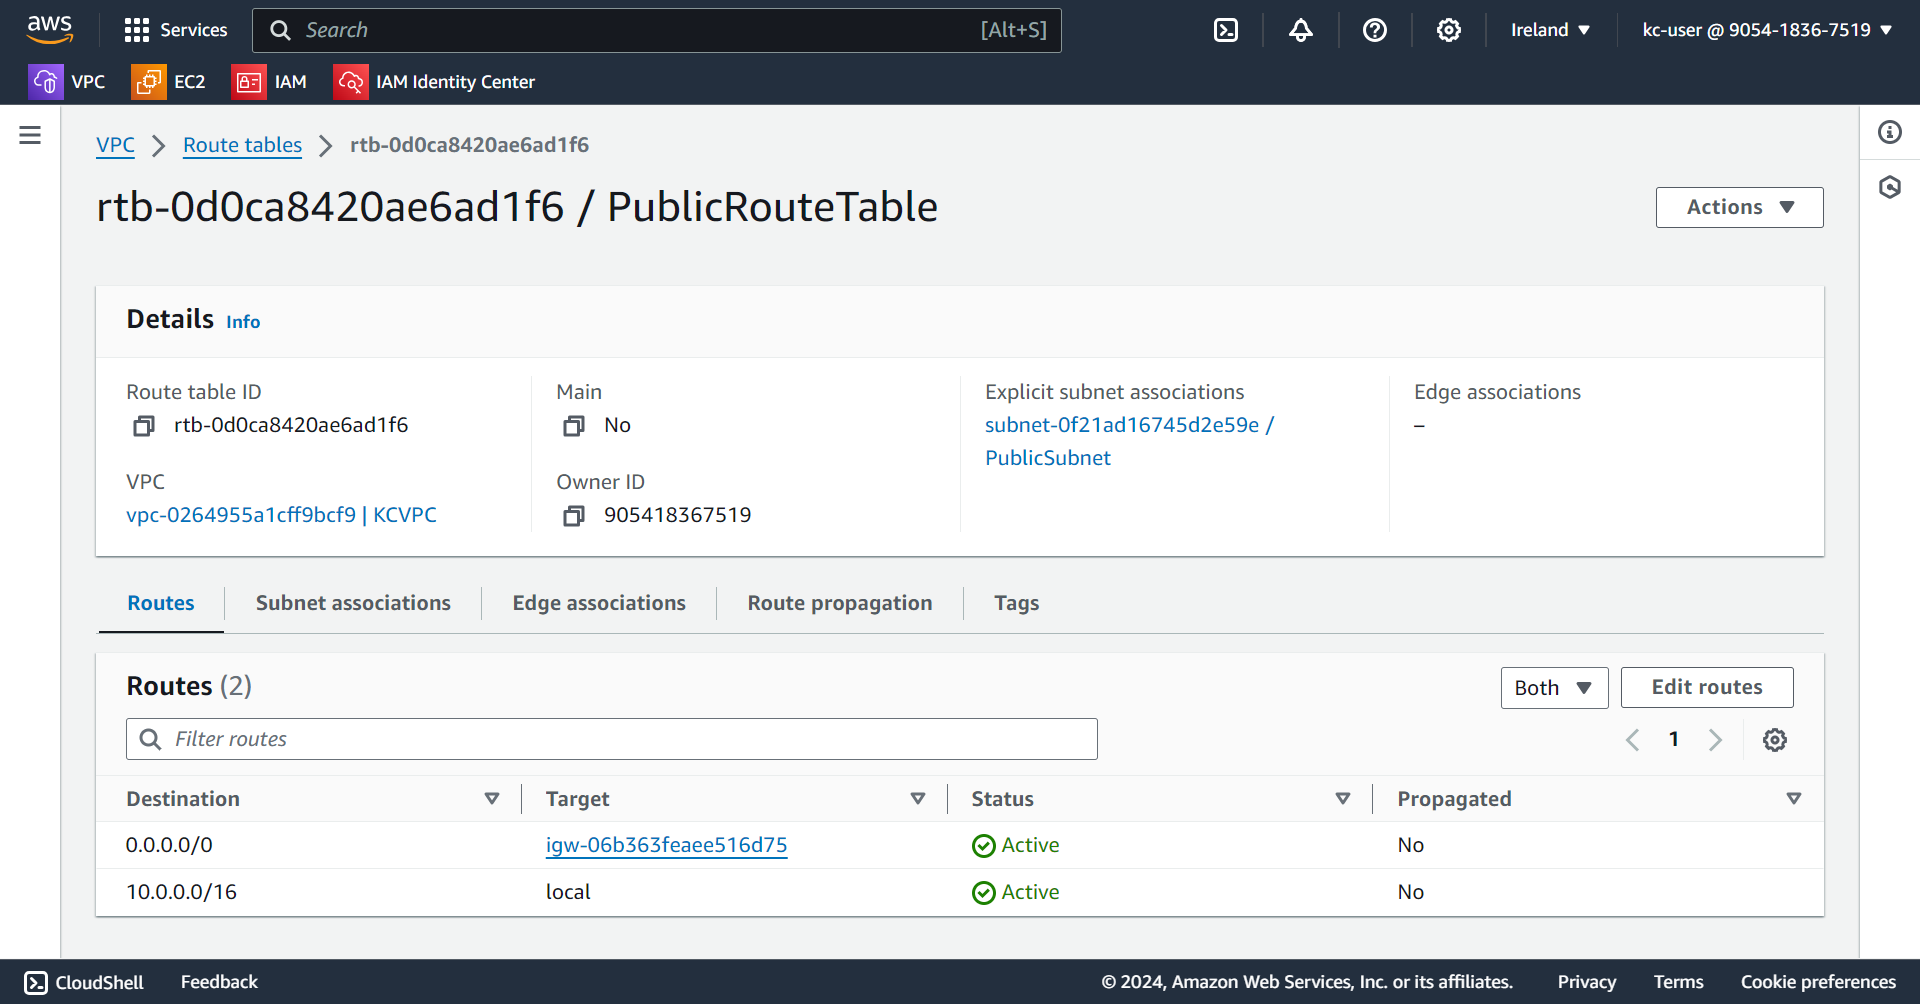 aws Services Search [Alt+S] Ireland kc-user @ 9054-1836-7519
VPC EC2 IAM IAM Identity Center
VPC Route tables rtb-0d0ca8420ae6ad1f6
rtb-0d0ca8420ae6ad1f6 / PublicRouteTable
Actions
Details Info
Route table ID
rtb-0d0ca8420ae6ad1f6
Main
No
Explicit subnet associations
subnet-0f21ad16745d2e59e /
PublicSubnet
Edge associations
–
VPC
vpc-0264955a1cff9bcf9 | KCVPC
Owner ID
905418367519
Routes Subnet associations Edge associations Route propagation Tags
Routes (2)
Both Edit routes
Filter routes
1
Destination Target Status Propagated
0.0.0.0/0 igw-06b363feaee516d75 Active No
10.0.0.0/16 local Active No
CloudShell Feedback © 2024, Amazon Web Services, Inc. or its affiliates. Privacy Terms Cookie preferences